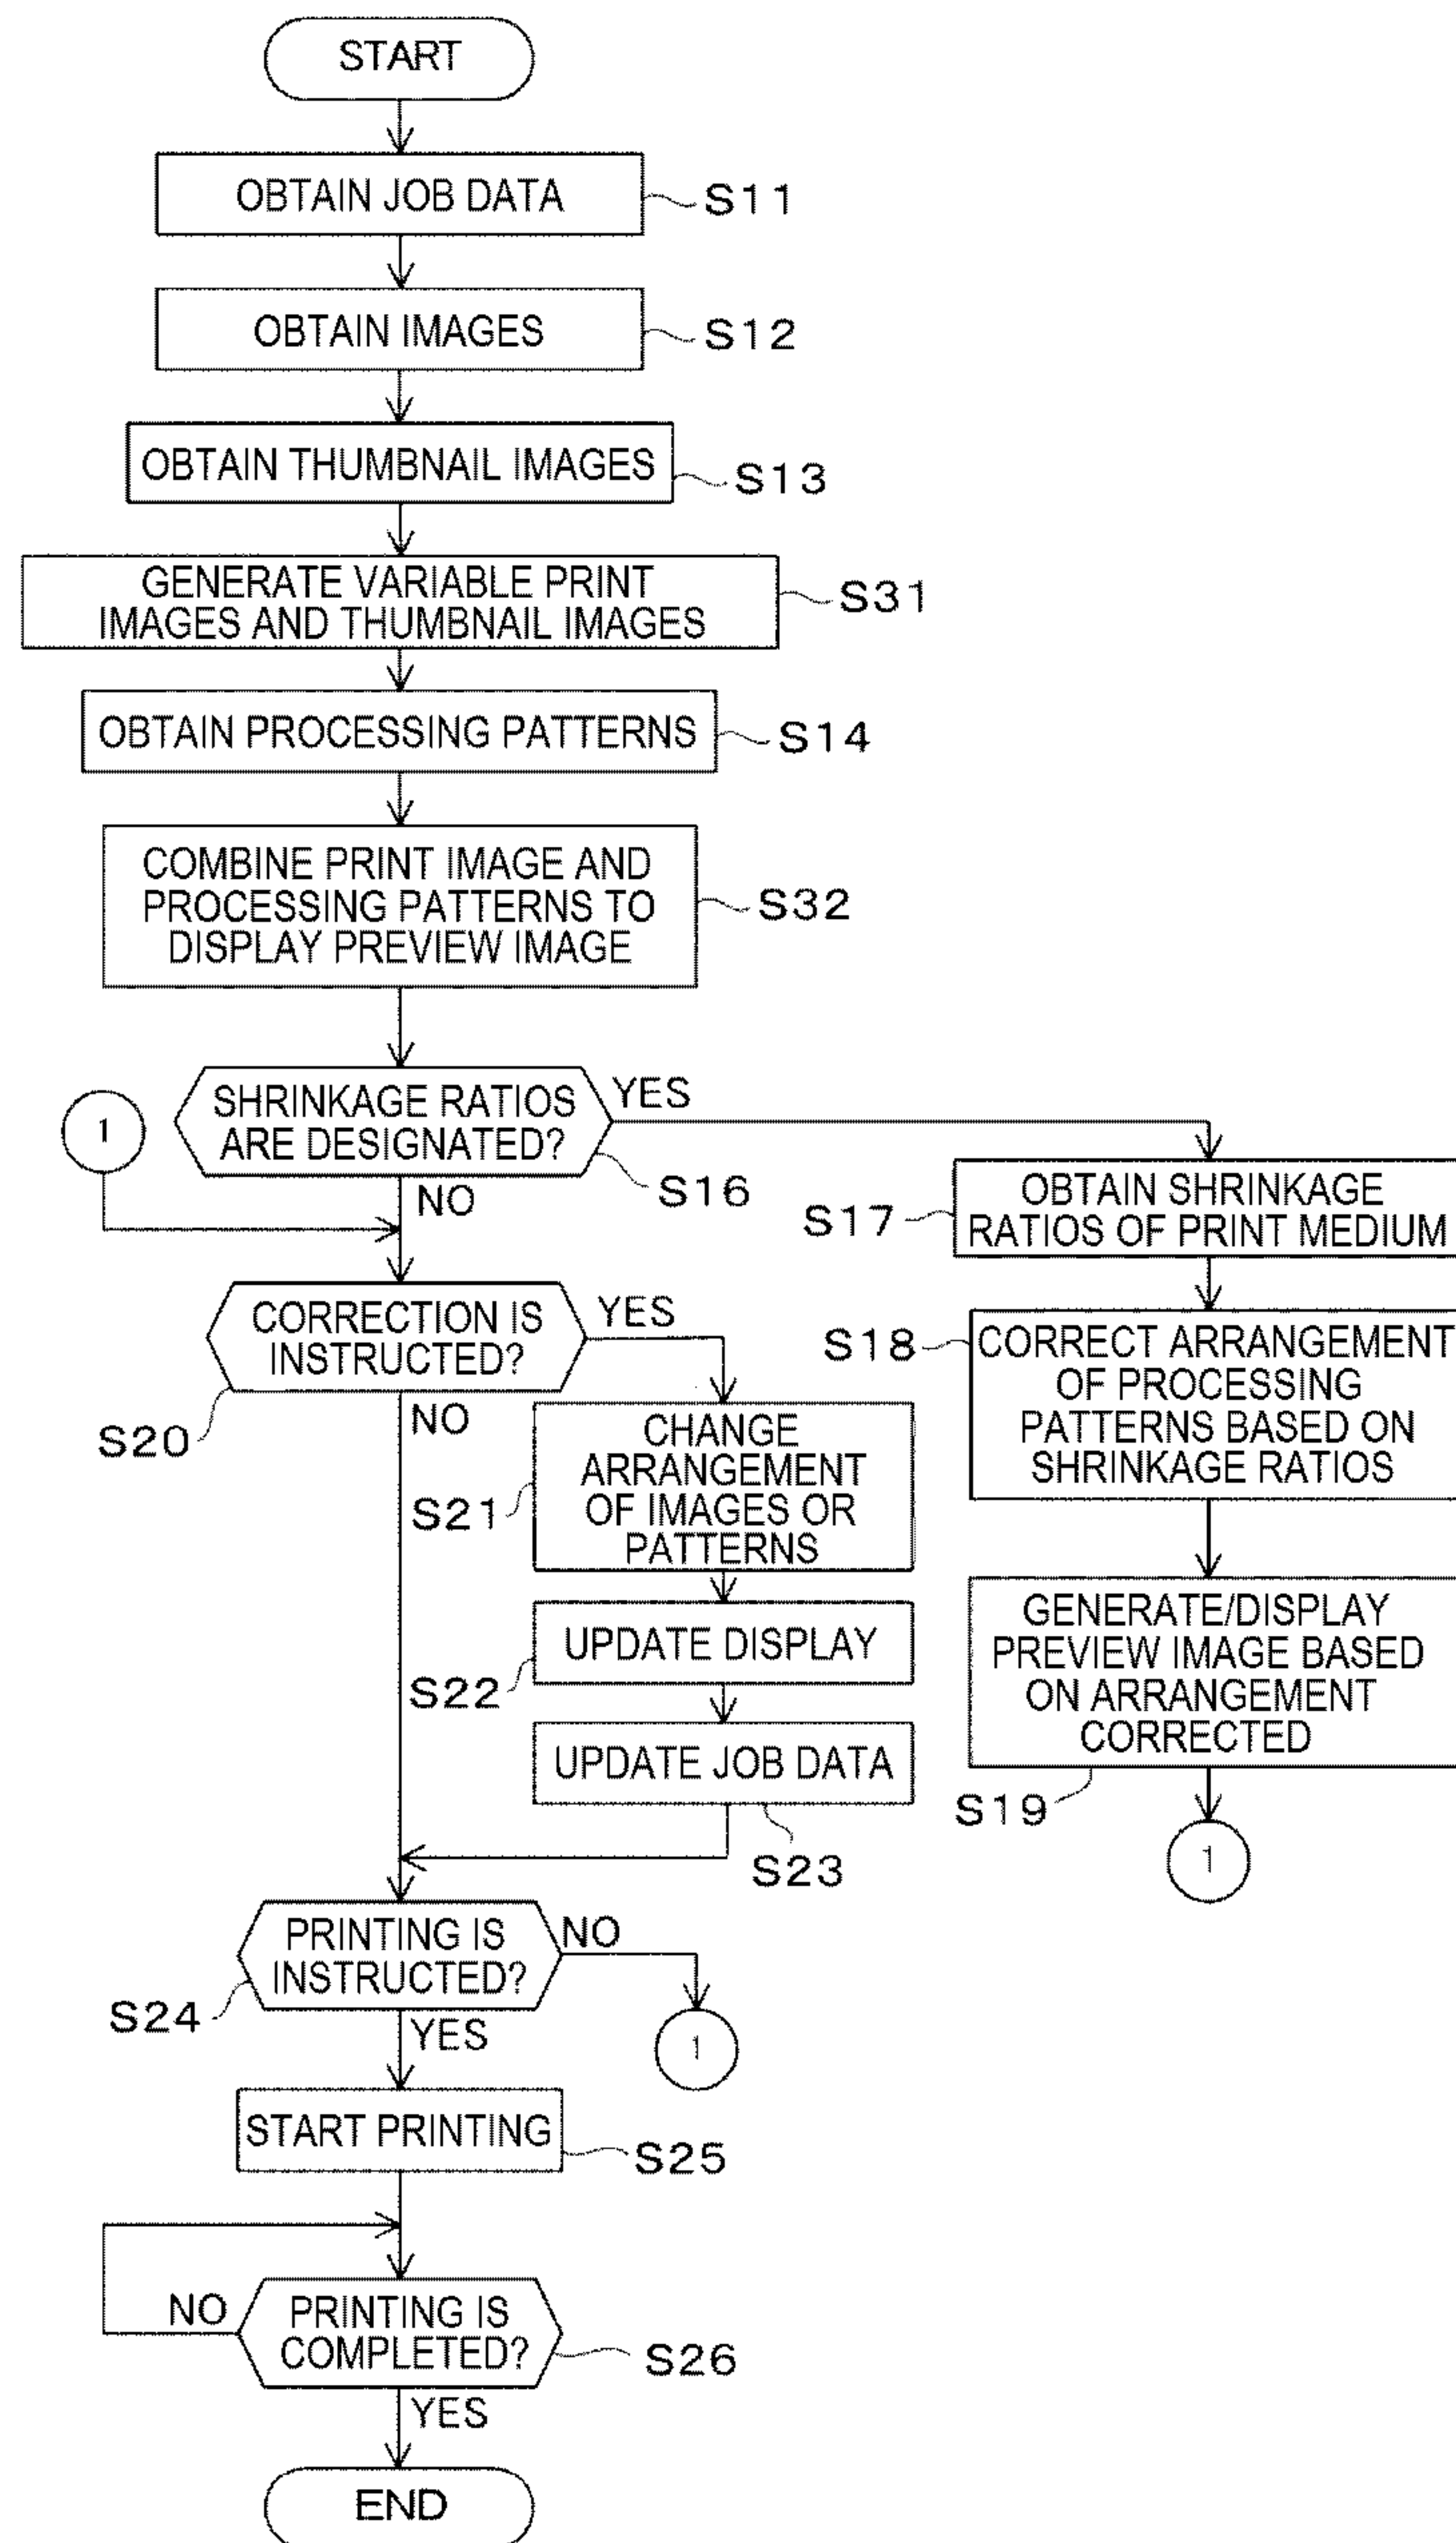 START
OBTAIN JOB DATA
S11
OBTAIN IMAGES
S12
OBTAIN THUMBNAIL IMAGES
S13
GENERATE VARIABLE PRINT
IMAGES AND THUMBNAIL IMAGES
S31
OBTAIN PROCESSING PATTERNS
S14
COMBINE PRINT IMAGE AND
PROCESSING PATTERNS TO
DISPLAY PREVIEW IMAGE
S32
1
SHRINKAGE RATIOS
ARE DESIGNATED?
YES
S16
NO
S17
OBTAIN SHRINKAGE
RATIOS OF PRINT MEDIUM
CORRECTION IS
INSTRUCTED?
YES
S20
NO
S18
CORRECT ARRANGEMENT
OF PROCESSING
PATTERNS BASED ON
SHRINKAGE RATIOS
S21
CHANGE
ARRANGEMENT
OF IMAGES OR
PATTERNS
S22
UPDATE DISPLAY
UPDATE JOB DATA
S23
GENERATE/DISPLAY
PREVIEW IMAGE BASED
ON ARRANGEMENT
CORRECTED
S19
1
PRINTING IS
INSTRUCTED?
NO
S24
YES
1
START PRINTING
S25
NO
PRINTING IS
COMPLETED?
S26
YES
END